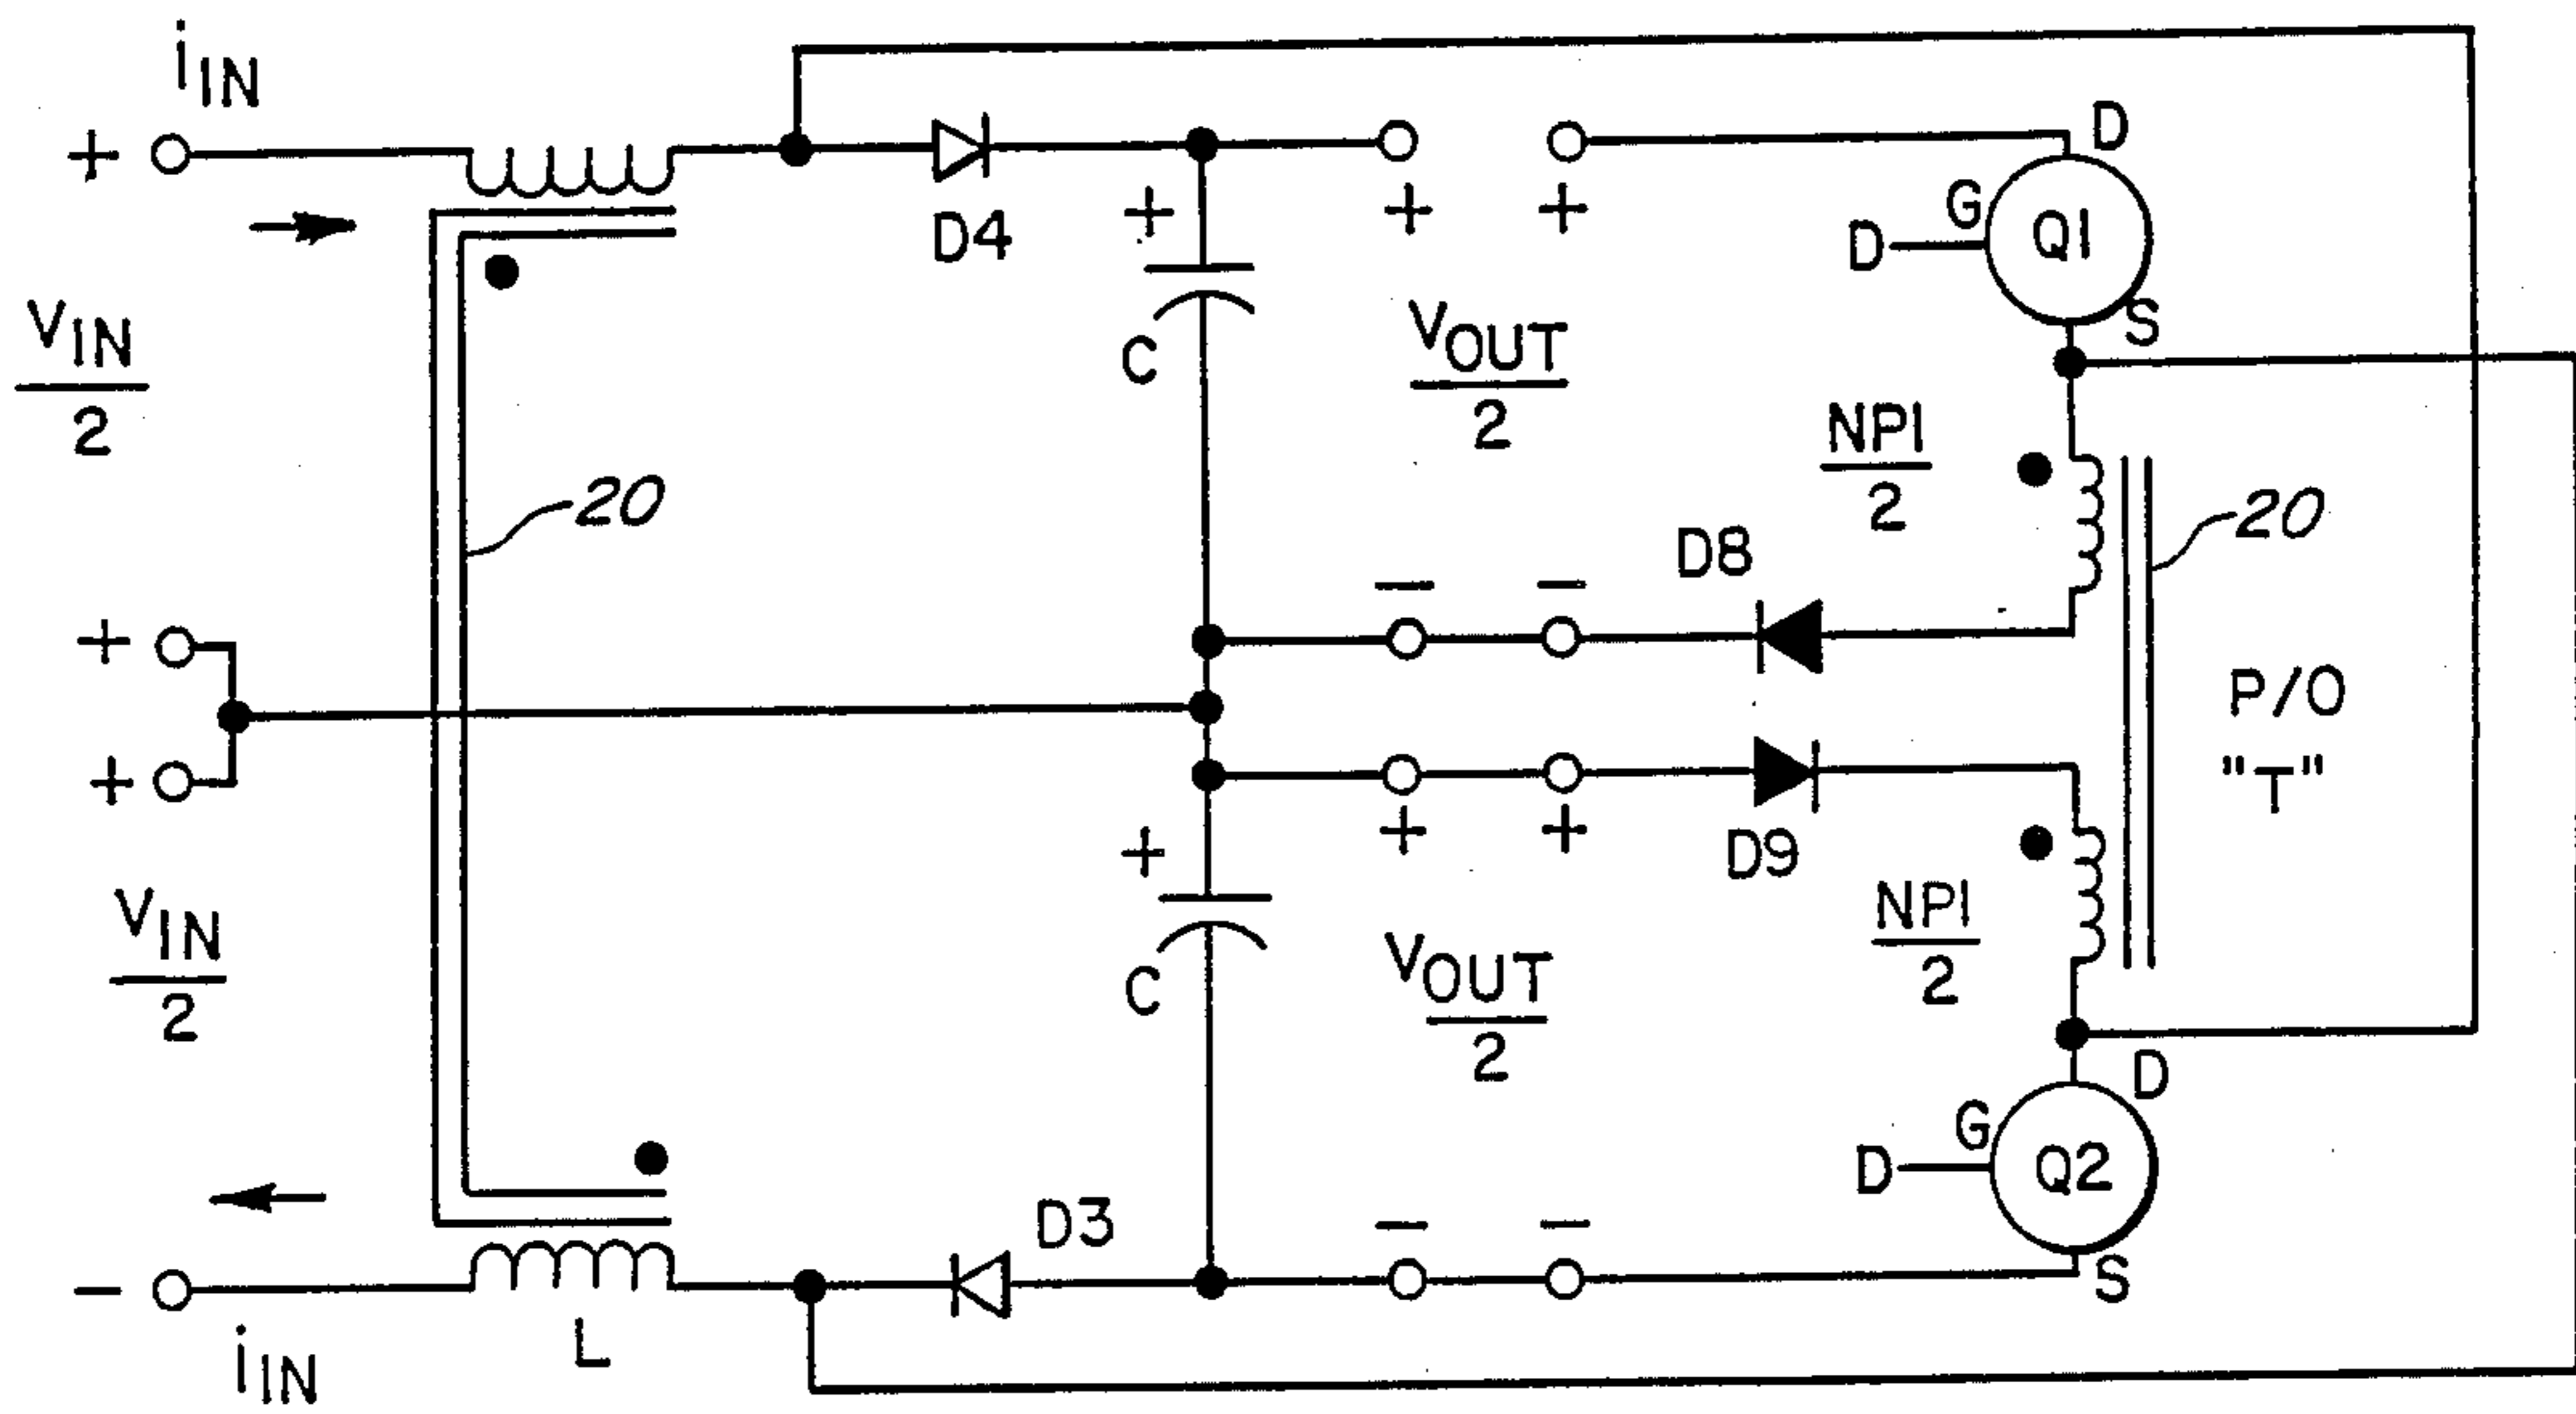 iIN
+
D4
+
+
+
D
G
D
Q1
S
VIN
2
C
VOUT
2
NP1
2
20
20
-
-
D8
+
P/O
"T"
+
+
+
+
D9
VIN
2
C
VOUT
2
NP1
2
D
G
D
Q2
S
D3
-
-
-
L
iIN